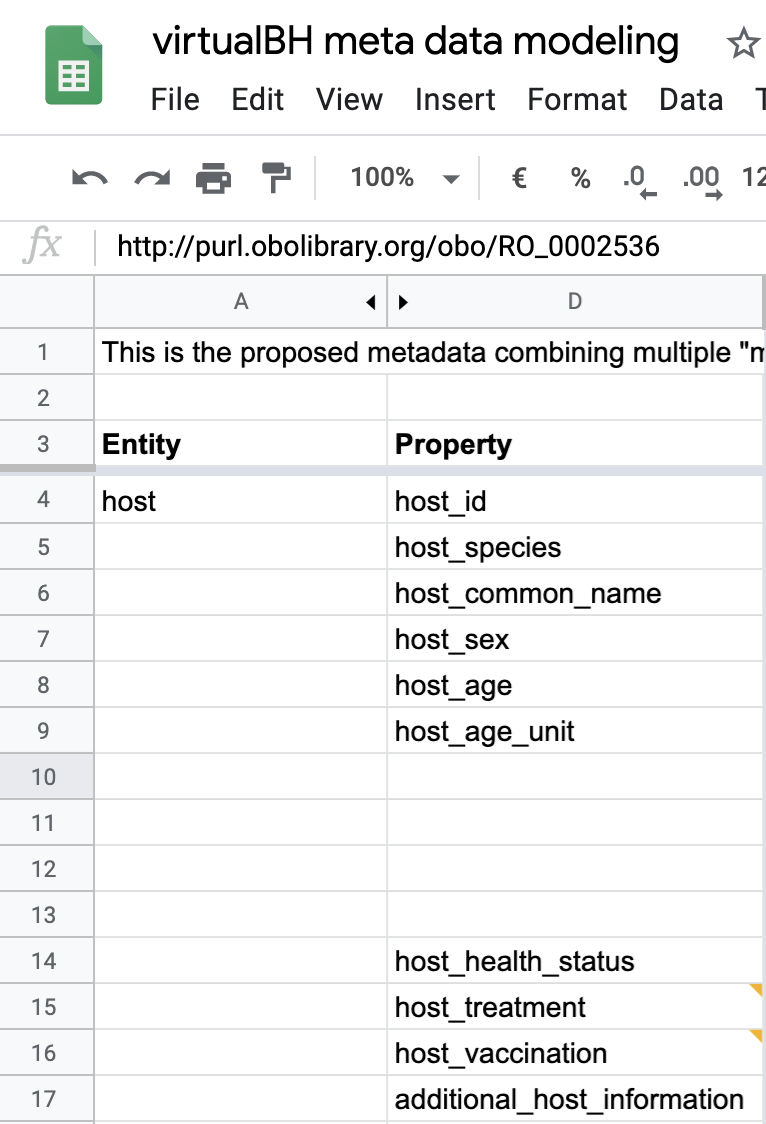 virtualBH meta data modeling
File Edit View Insert Format Data T
100% € % .0 .00 12
fx http://purl.obolibrary.org/obo/RO_0002536
A D
1 This is the proposed metadata combining multiple "m
2
3 Entity Property
4 host host_id
5 host_species
6 host_common_name
7 host_sex
8 host_age
9 host_age_unit
10
11
12
13
14 host_health_status
15 host_treatment
16 host_vaccination
17 additional_host_information